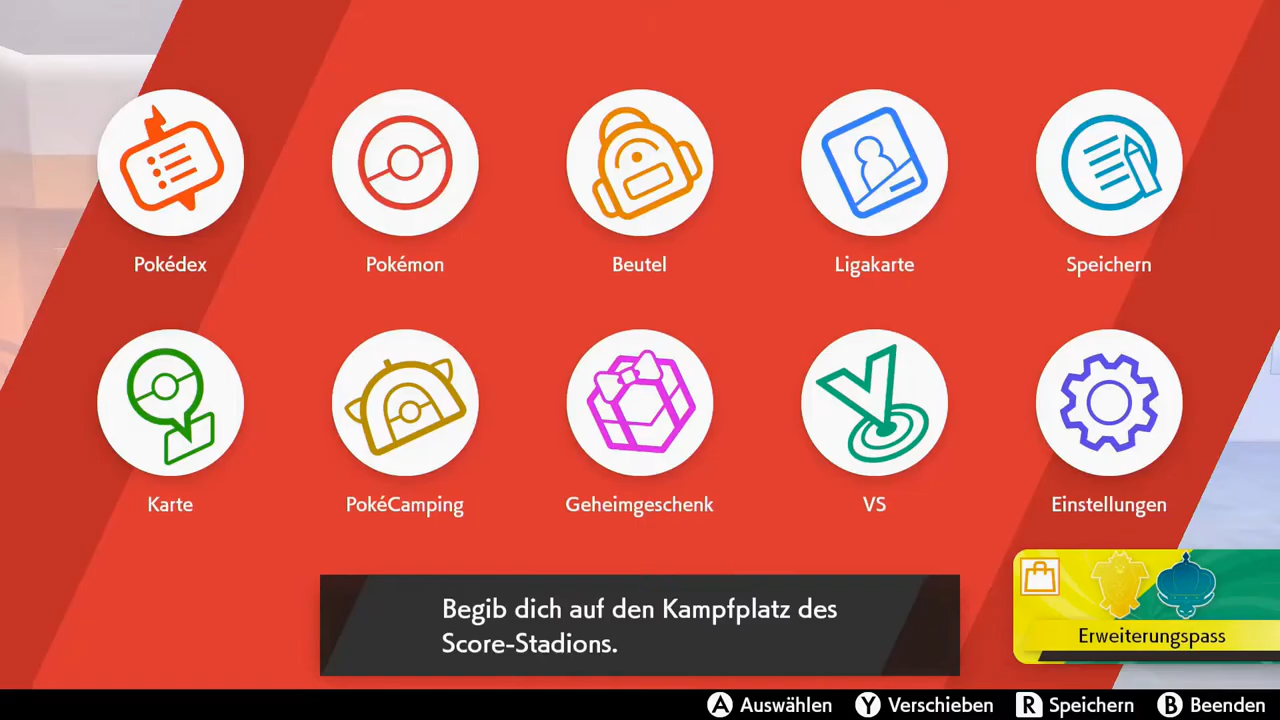 Pokédex
Pokémon
Beutel
Ligakarte
Speichern
Karte
PokéCamping
Geheimgeschenk
VS
Einstellungen
Begib dich auf den Kampfplatz des
Score-Stadions.
Erweiterungspass
A Auswählen Y Verschieben R Speichern B Beenden